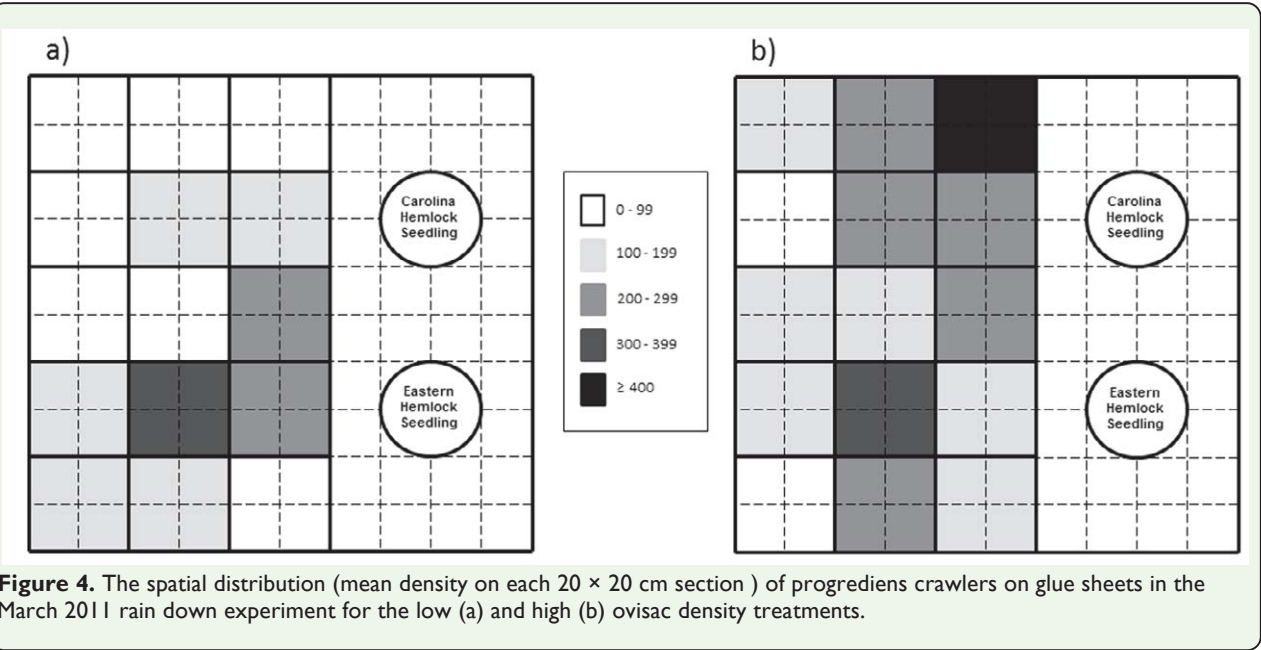 a)
b)
Carolina
Hemlock
Seedling
Eastern
Hemlock
Seedling
0 - 99
100 - 199
200 - 299
300 - 399
≥ 400
Carolina
Hemlock
Seedling
Eastern
Hemlock
Seedling
Figure 4. The spatial distribution (mean density on each 20 × 20 cm section ) of progrediens crawlers on glue sheets in the
March 2011 rain down experiment for the low (a) and high (b) ovisac density treatments.